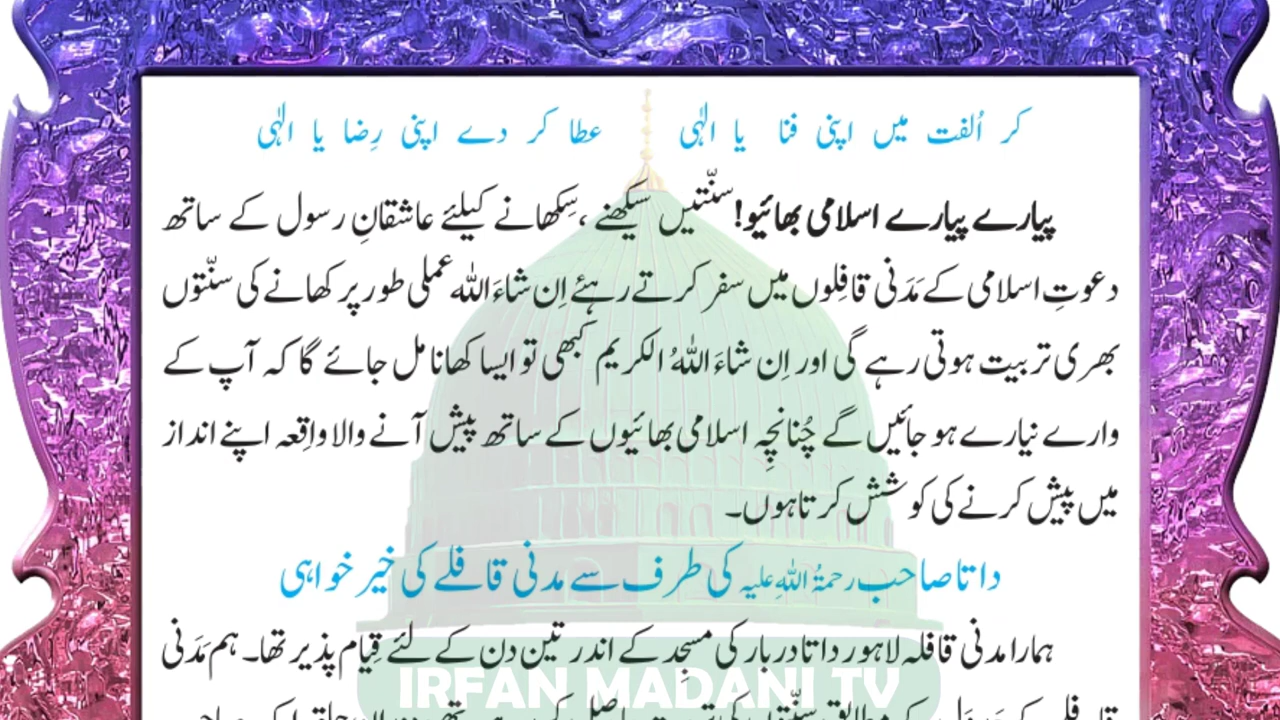 کر اُلفت میں اپنی فنا یا الٰہی عطا کر دے اپنی رِضا یا الٰہی
پیارے پیارے اسلامی بھائیو! سنّتیں سیکھنے ، سِکھانے کیلئے عاشقانِ رسول کے ساتھ
دعوتِ اسلامی کے مَدَنی قافِلوں میں سفر کرتے رہئے اِن شاءَ اللہ عملی طور پر کھانے کی سنّتوں
بھری تربیت ہوتی رہے گی اور اِن شاءَ اللہُ الکریم کبھی تو ایسا کھانا مل جائے گا کہ آپ کے
وارے نیارے ہو جائیں گے چُنانچِہ اسلامی بھائیوں کے ساتھ پیش آنے والا واقِعہ اپنے انداز
میں پیش کرنے کی کوشش کرتا ہوں۔
داتا صاحب رحمۃُ اللہِ علیہ کی طرف سے مدنی قافلے کی خیر خواہی
ہمارا مدنی قافلہ لاہور داتا دربار کی مسجِد کے اندر تین دن کے لئے قِیام پذیر تھا۔ ہم مَدَنی
IRFAN MADANI TV